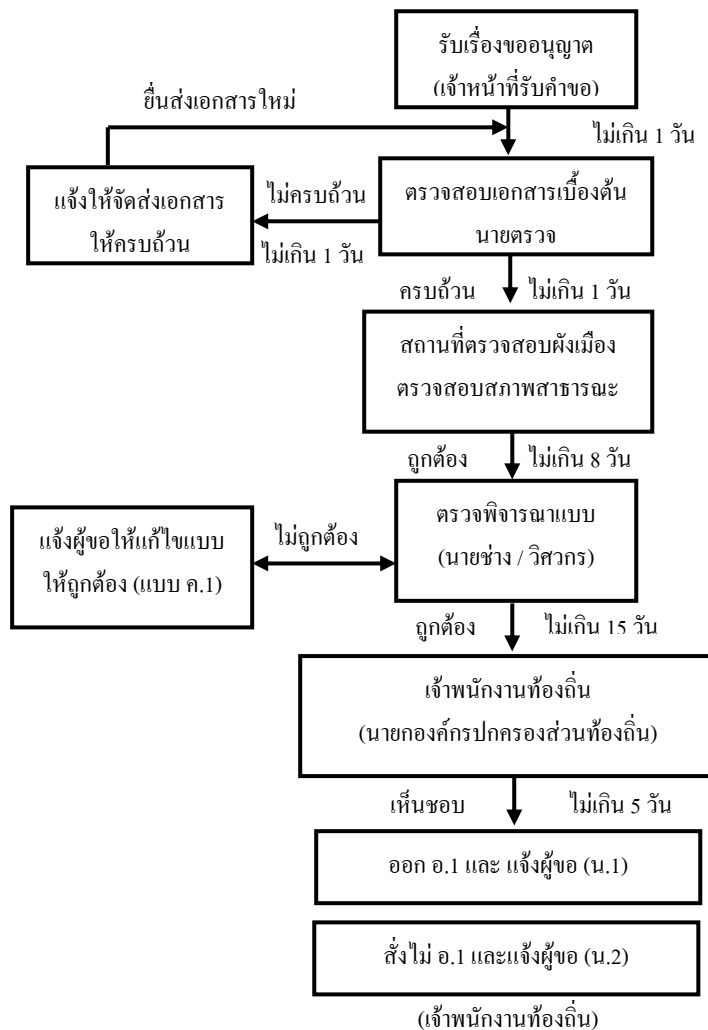 รับเรื่องขออนุญาต
(เจ้าหน้าที่รับคำขอ)
ยื่นส่งเอกสารใหม่
ไม่เกิน 1 วัน
แจ้งให้จัดส่งเอกสาร
ให้ครบถ้วน
ไม่ครบถ้วน
ไม่เกิน 1 วัน
ตรวจสอบเอกสารเบื้องต้น
นายตรวจ
ครบถ้วน
ไม่เกิน 1 วัน
สถานที่ตรวจสอบผังเมือง
ตรวจสอบสภาพสาธารณะ
ถูกต้อง
ไม่เกิน 8 วัน
แจ้งผู้ขอให้แก้ไขแบบ
ให้ถูกต้อง (แบบ ค.1)
ไม่ถูกต้อง
ตรวจพิจารณาแบบ
(นายช่าง / วิศวกร)
ถูกต้อง
ไม่เกิน 15 วัน
เจ้าพนักงานท้องถิ่น
(นายกองค์กรปกครองส่วนท้องถิ่น)
เห็นชอบ
ไม่เกิน 5 วัน
ออก อ.1 และ แจ้งผู้ขอ (น.1)
สั่งไม่ อ.1 และแจ้งผู้ขอ (น.2)
(เจ้าพนักงานท้องถิ่น)